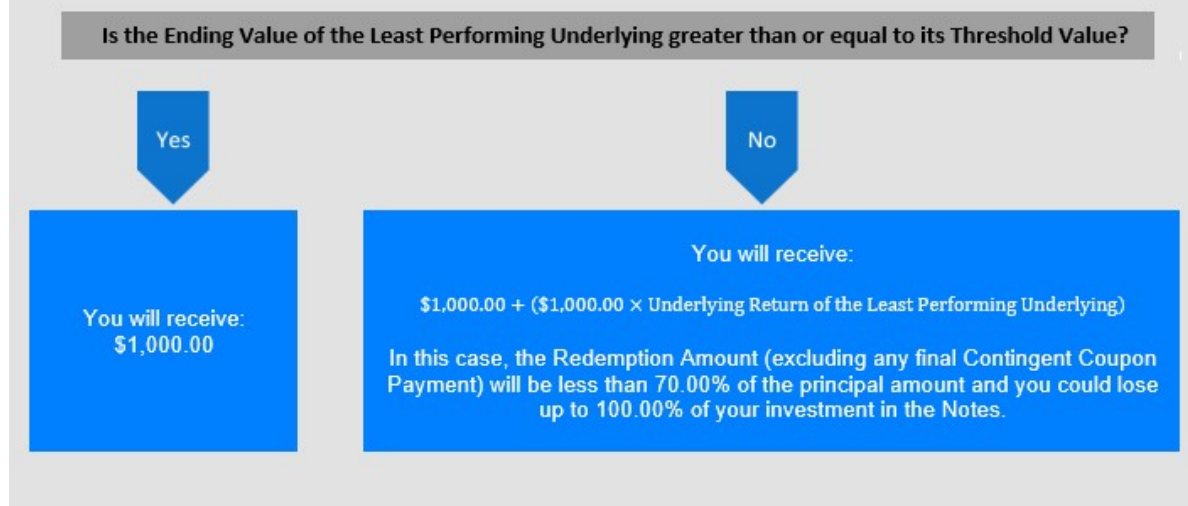 Is the Ending Value of the Least Performing Underlying greater than or equal to its Threshold Value?
Yes
No
You will receive:
$1,000.00
You will receive:
$1,000.00 + ($1,000.00 × Underlying Return of the Least Performing Underlying)
In this case, the Redemption Amount (excluding any final Contingent Coupon
Payment) will be less than 70.00% of the principal amount and you could lose
up to 100.00% of your investment in the Notes.